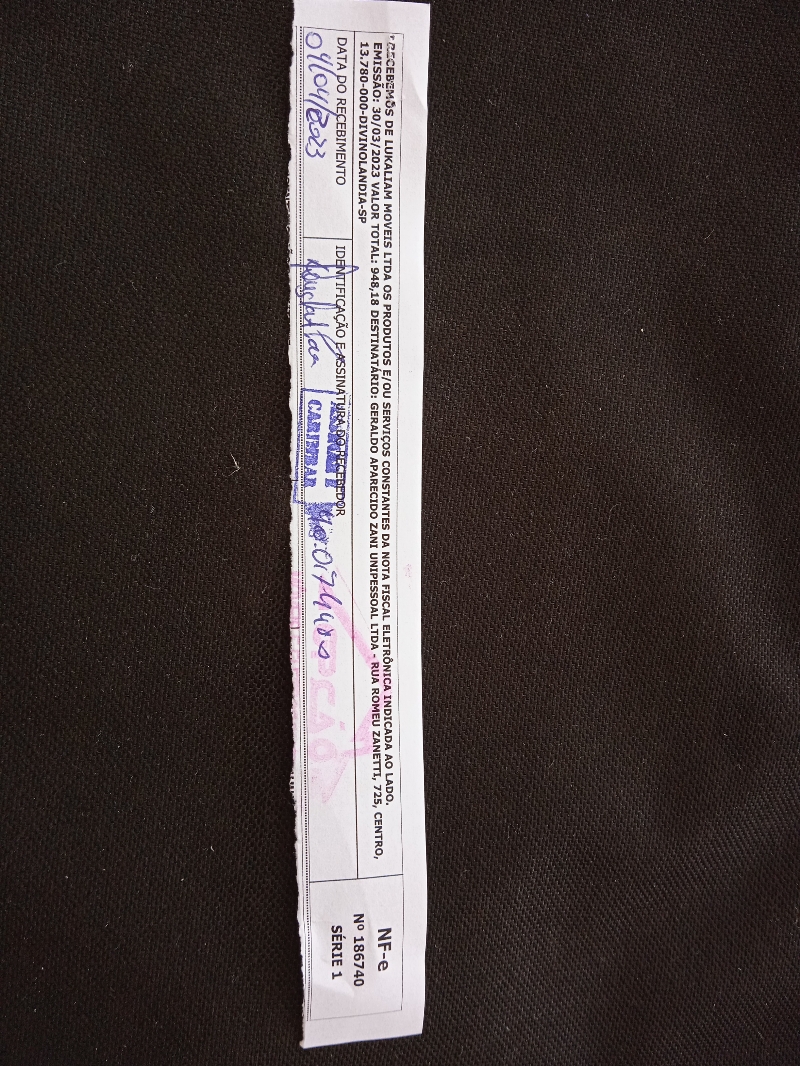 RECEBEMOS DE LUKALIAM MOVEIS LTDA OS PRODUTOS E/OU SERVIÇOS CONSTANTES DA NOTA FISCAL ELETRÔNICA INDICADA AO LADO.
EMISSÃO: 30/03/2023 VALOR TOTAL: 948,18 DESTINATÁRIO: GERALDO APARECIDO ZANI UNIPESSOAL LTDA - RUA ROMEU ZANETTI, 725, CENTRO,
13.780-000-DIVINOLANDIA-SP
DATA DO RECEBIMENTO
04/04/2023
IDENTIFICAÇÃO E ASSINATURA DO RECEBEDOR
CARIMBAR
NF-e
Nº 186740
SÉRIE 1